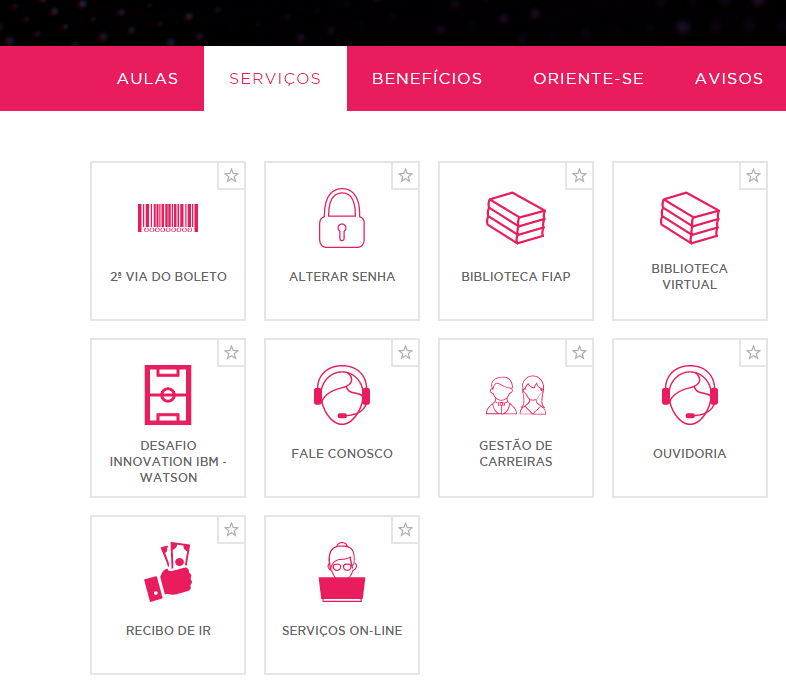 AULAS
SERVIÇOS
BENEFÍCIOS
ORIENTE-SE
AVISOS
2ª VIA DO BOLETO
ALTERAR SENHA
BIBLIOTECA FIAP
BIBLIOTECA
VIRTUAL
DESAFIO
INNOVATION IBM -
WATSON
FALE CONOSCO
GESTÃO DE
CARREIRAS
OUVIDORIA
RECIBO DE IR
SERVIÇOS ON-LINE